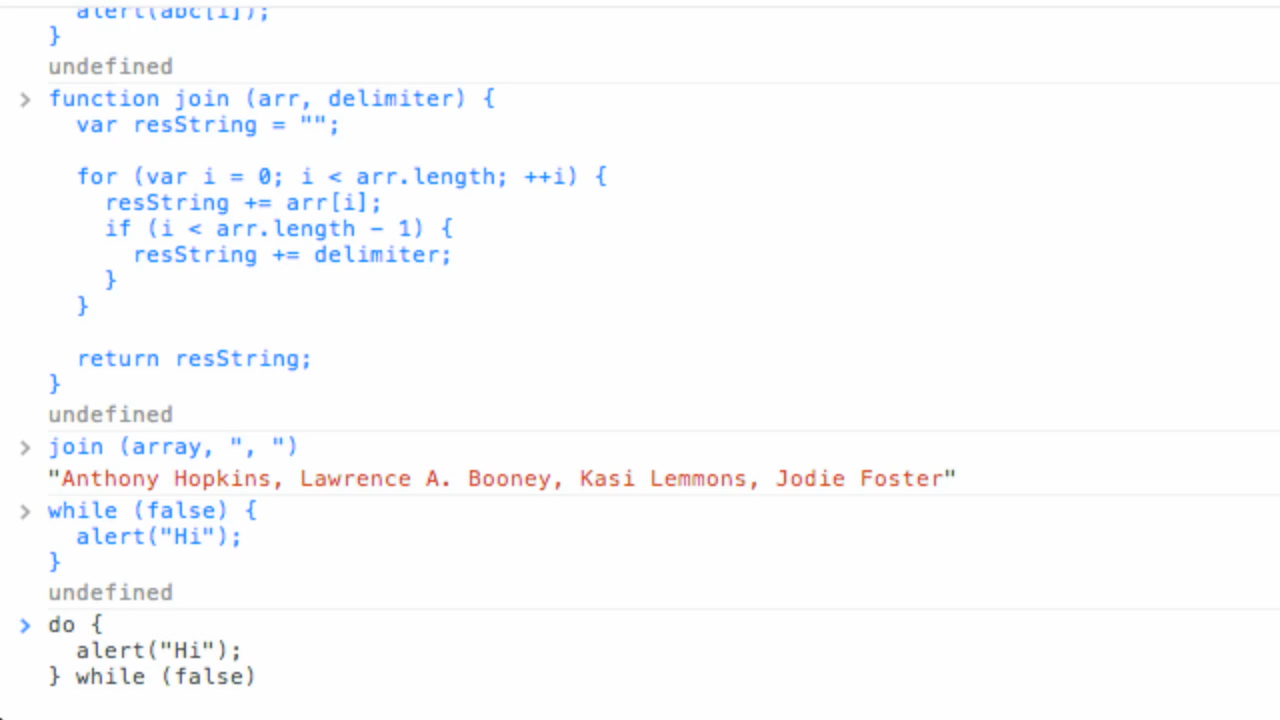 alert(abc[i]);
}
undefined
> function join (arr, delimiter) {
var resString = "";
for (var i = 0; i < arr.length; ++i) {
resString += arr[i];
if (i < arr.length - 1) {
resString += delimiter;
}
}
return resString;
}
undefined
> join (array, ", ")
"Anthony Hopkins, Lawrence A. Booney, Kasi Lemmons, Jodie Foster"
> while (false) {
alert("Hi");
}
undefined
> do {
alert("Hi");
} while (false)